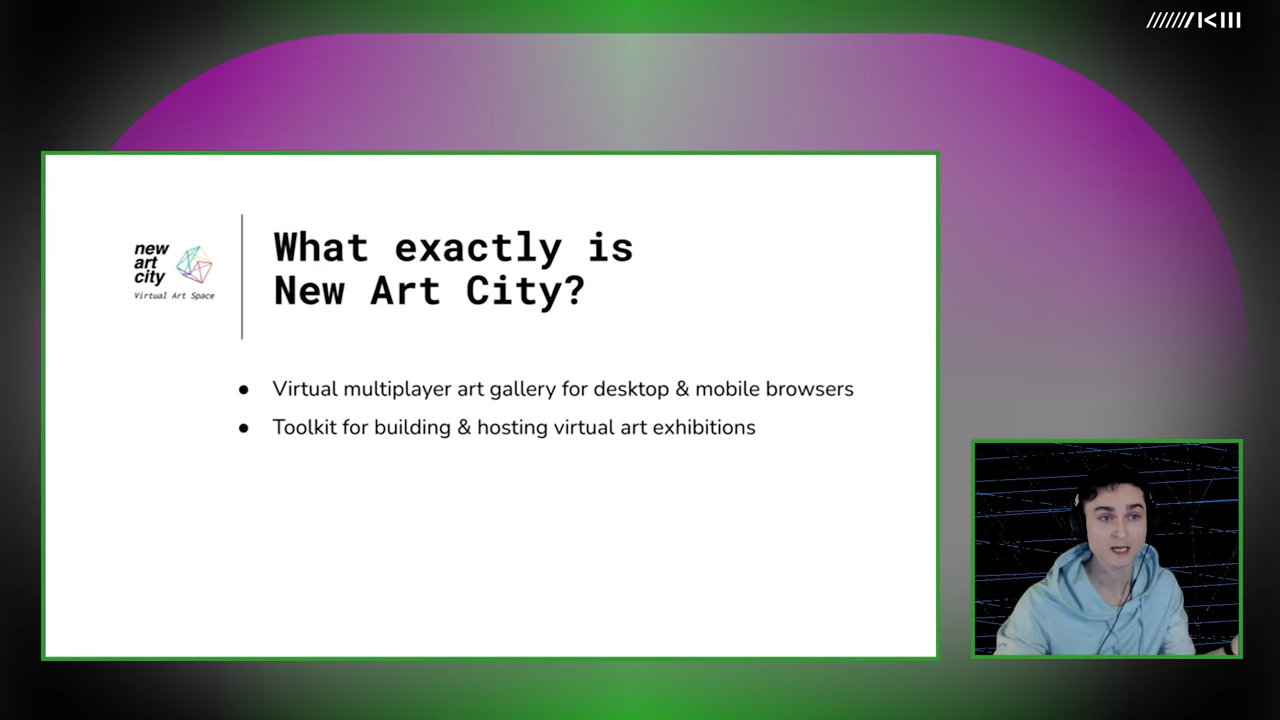 new
art
city
Virtual Art Space
What exactly is
New Art City?
● Virtual multiplayer art gallery for desktop & mobile browsers
● Toolkit for building & hosting virtual art exhibitions